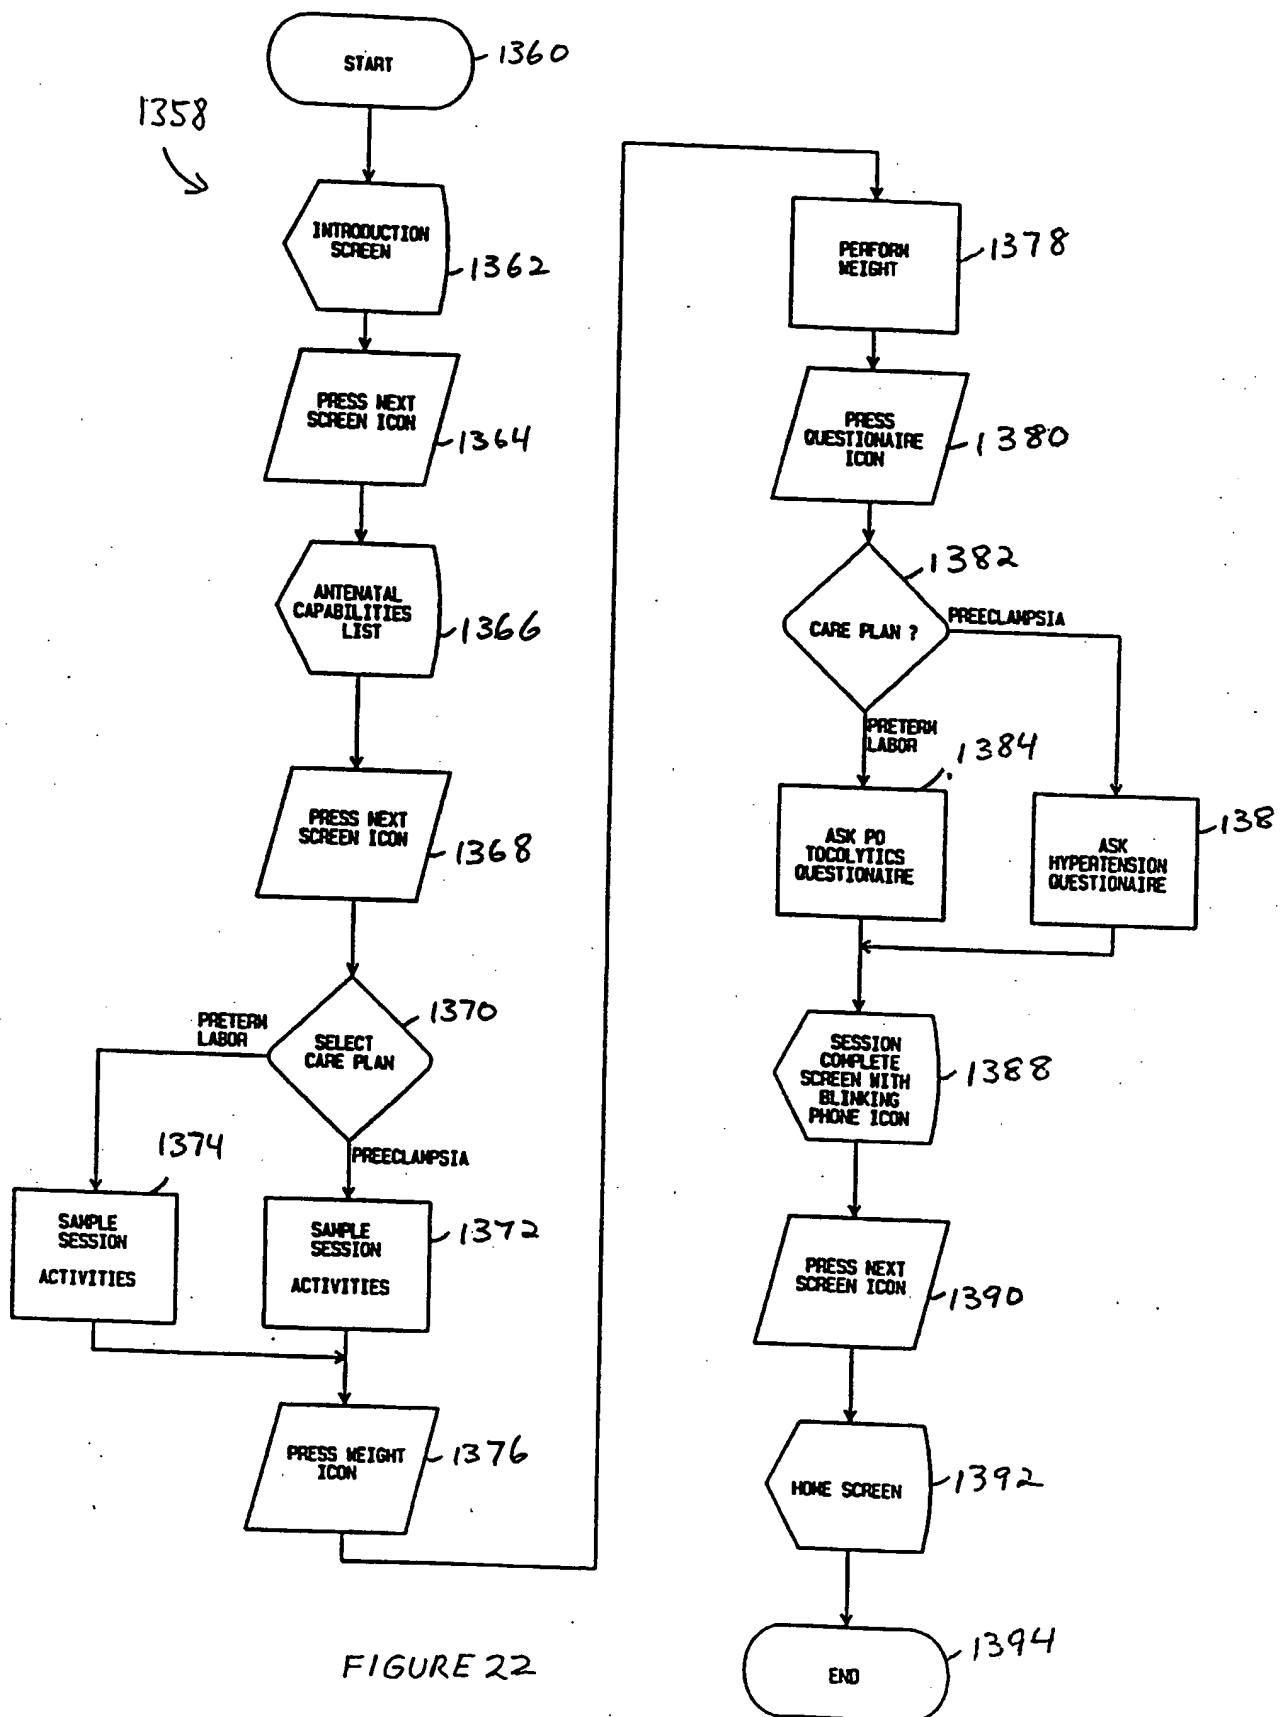 START
1360
1358
INTRODUCTION
SCREEN
1362
PRESS NEXT
SCREEN ICON
1364
ANTENATAL
CAPABILITIES
LIST
1366
PRESS NEXT
SCREEN ICON
1368
SELECT
CARE PLAN
1370
PRETERM
LABOR
PREECLAMPSIA
1374
SAMPLE
SESSION
ACTIVITIES
SAMPLE
SESSION
ACTIVITIES
1372
PRESS WEIGHT
ICON
1376
PERFORM
WEIGHT
1378
PRESS
QUESTIONAIRE
ICON
1380
1382
CARE PLAN ?
PREECLAMPSIA
PRETERM
LABOR
1384
ASK PO
TOCOLYTICS
QUESTIONAIRE
ASK
HYPERTENSION
QUESTIONAIRE
138
SESSION
COMPLETE
SCREEN WITH
BLINKING
PHONE ICON
1388
PRESS NEXT
SCREEN ICON
1390
HOME SCREEN
1392
END
1394
FIGURE 22